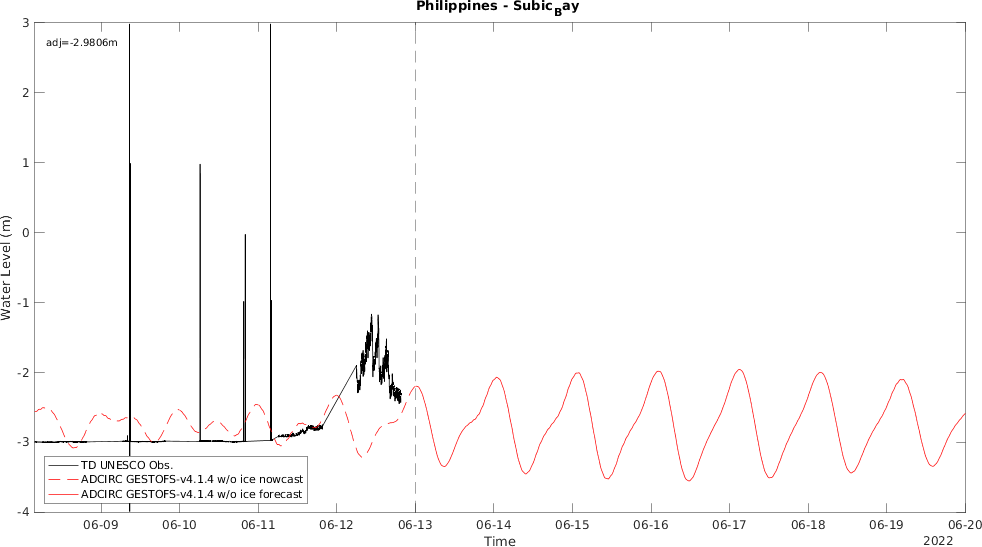 Philippines - Subic_Bay
adj=-2.9806m
3
2
1
0
-1
-2
-3
-4
Water Level (m)
TD UNESCO Obs.
ADCIRC GESTOFS-v4.1.4 w/o ice nowcast
ADCIRC GESTOFS-v4.1.4 w/o ice forecast
06-09 06-10 06-11 06-12 06-13 06-14 06-15 06-16 06-17 06-18 06-19 06-20
Time
2022